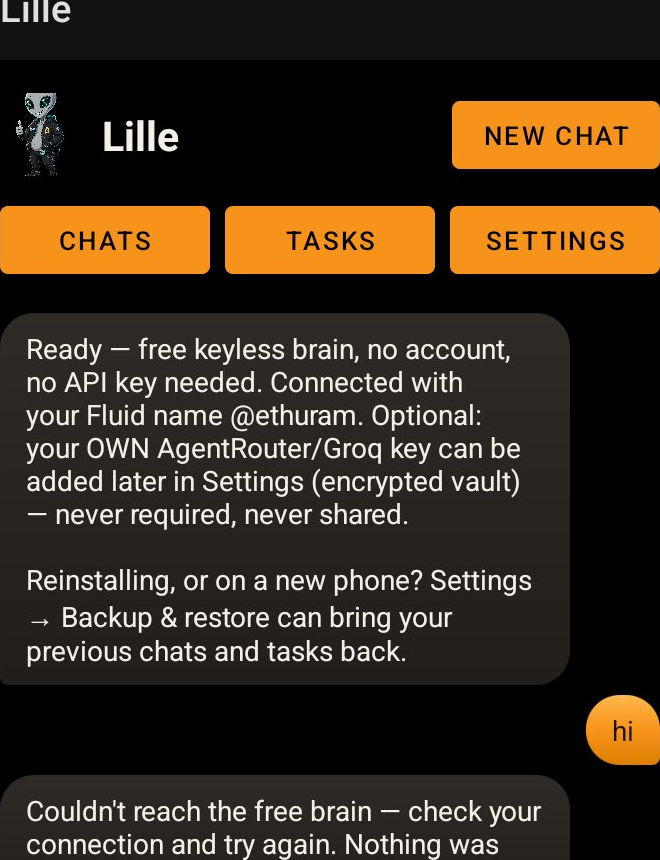 Lille
Lille
NEW CHAT
CHATS
TASKS
SETTINGS
Ready — free keyless brain, no account,
no API key needed. Connected with
your Fluid name @ethuram. Optional:
your OWN AgentRouter/Groq key can be
added later in Settings (encrypted vault)
— never required, never shared.
Reinstalling, or on a new phone? Settings
→ Backup & restore can bring your
previous chats and tasks back.
hi
Couldn't reach the free brain — check your
connection and try again. Nothing was